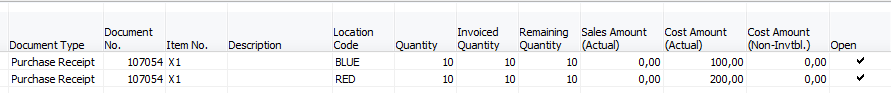 Document Type Document No. Item No. Description Location Code Quantity Invoiced Quantity Remaining Quantity Sales Amount (Actual) Cost Amount (Actual) Cost Amount (Non-Invtbl.) Open
Purchase Receipt 107054 X1 BLUE 10 10 10 0,00 100,00 0,00 ✔
Purchase Receipt 107054 X1 RED 10 10 10 0,00 200,00 0,00 ✔